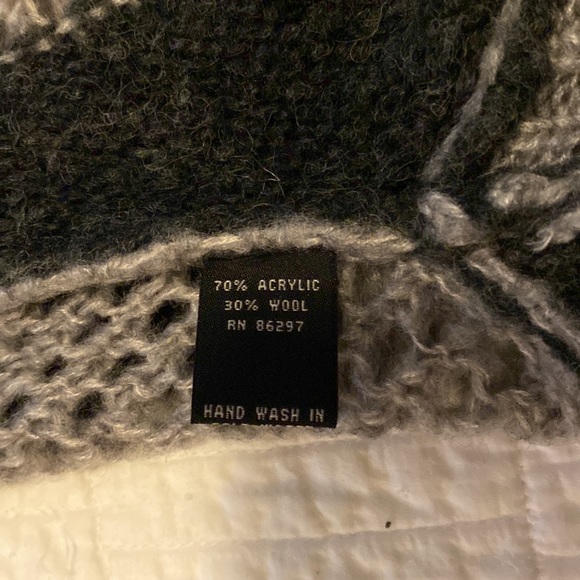 70% ACRYLIC
30% WOOL
RN 86297
HAND WASH IN